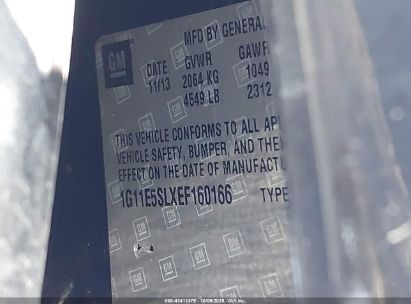 GM
MFD BY GENERAL
DATE GVWR GAWR
11/13 2064 KG 1049
4549 LB 2312
THIS VEHICLE CONFORMS TO ALL AP
VEHICLE SAFETY, BUMPER, AND THE
EFFECT ON THE DATE OF MANUFACTU
1G11E5SLXEF160166 TYPE